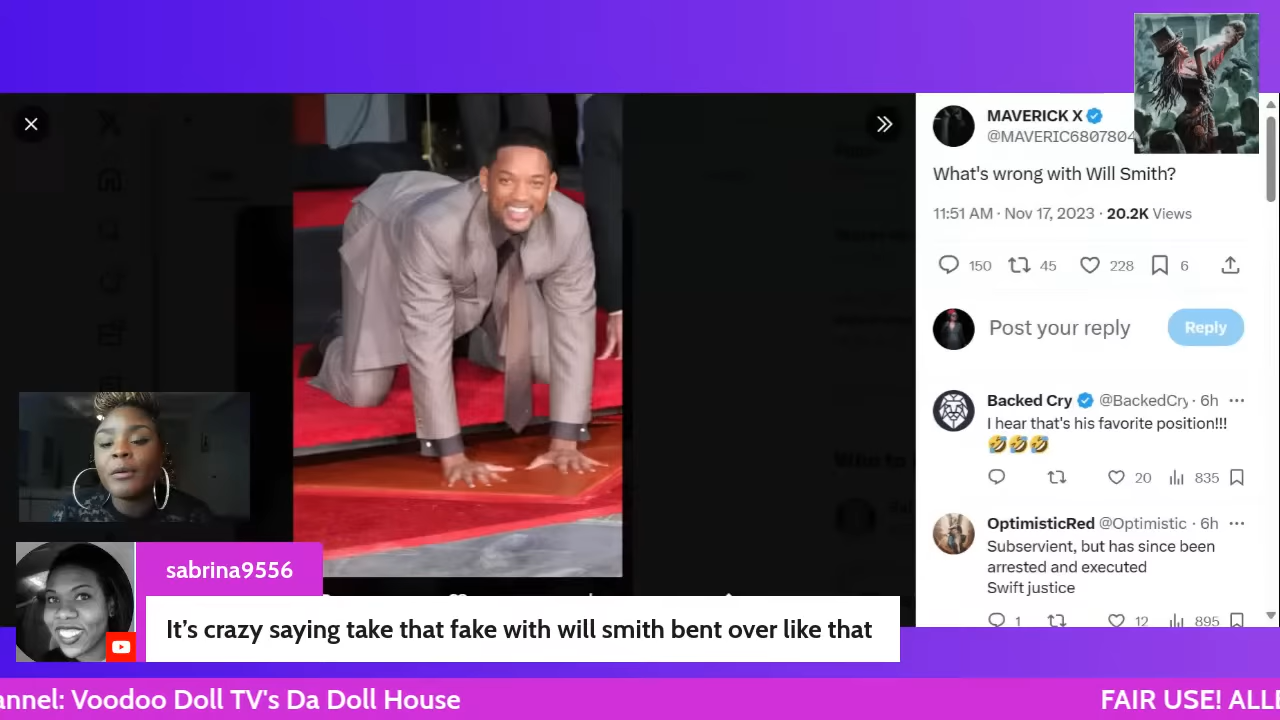 MAVERICK X
@MAVERIC6807804
What's wrong with Will Smith?
11:51 AM · Nov 17, 2023 · 20.2K Views
150 45 228 6
Post your reply Reply
Backed Cry @BackedCry · 6h
I hear that's his favorite position!!!
🤣🤣🤣
20 835
OptimisticRed @Optimistic · 6h
Subservient, but has since been
arrested and executed
Swift justice
1 12 895
sabrina9556
It's crazy saying take that fake with will smith bent over like that
annel: Voodoo Doll TV's Da Doll House
FAIR USE! ALLE